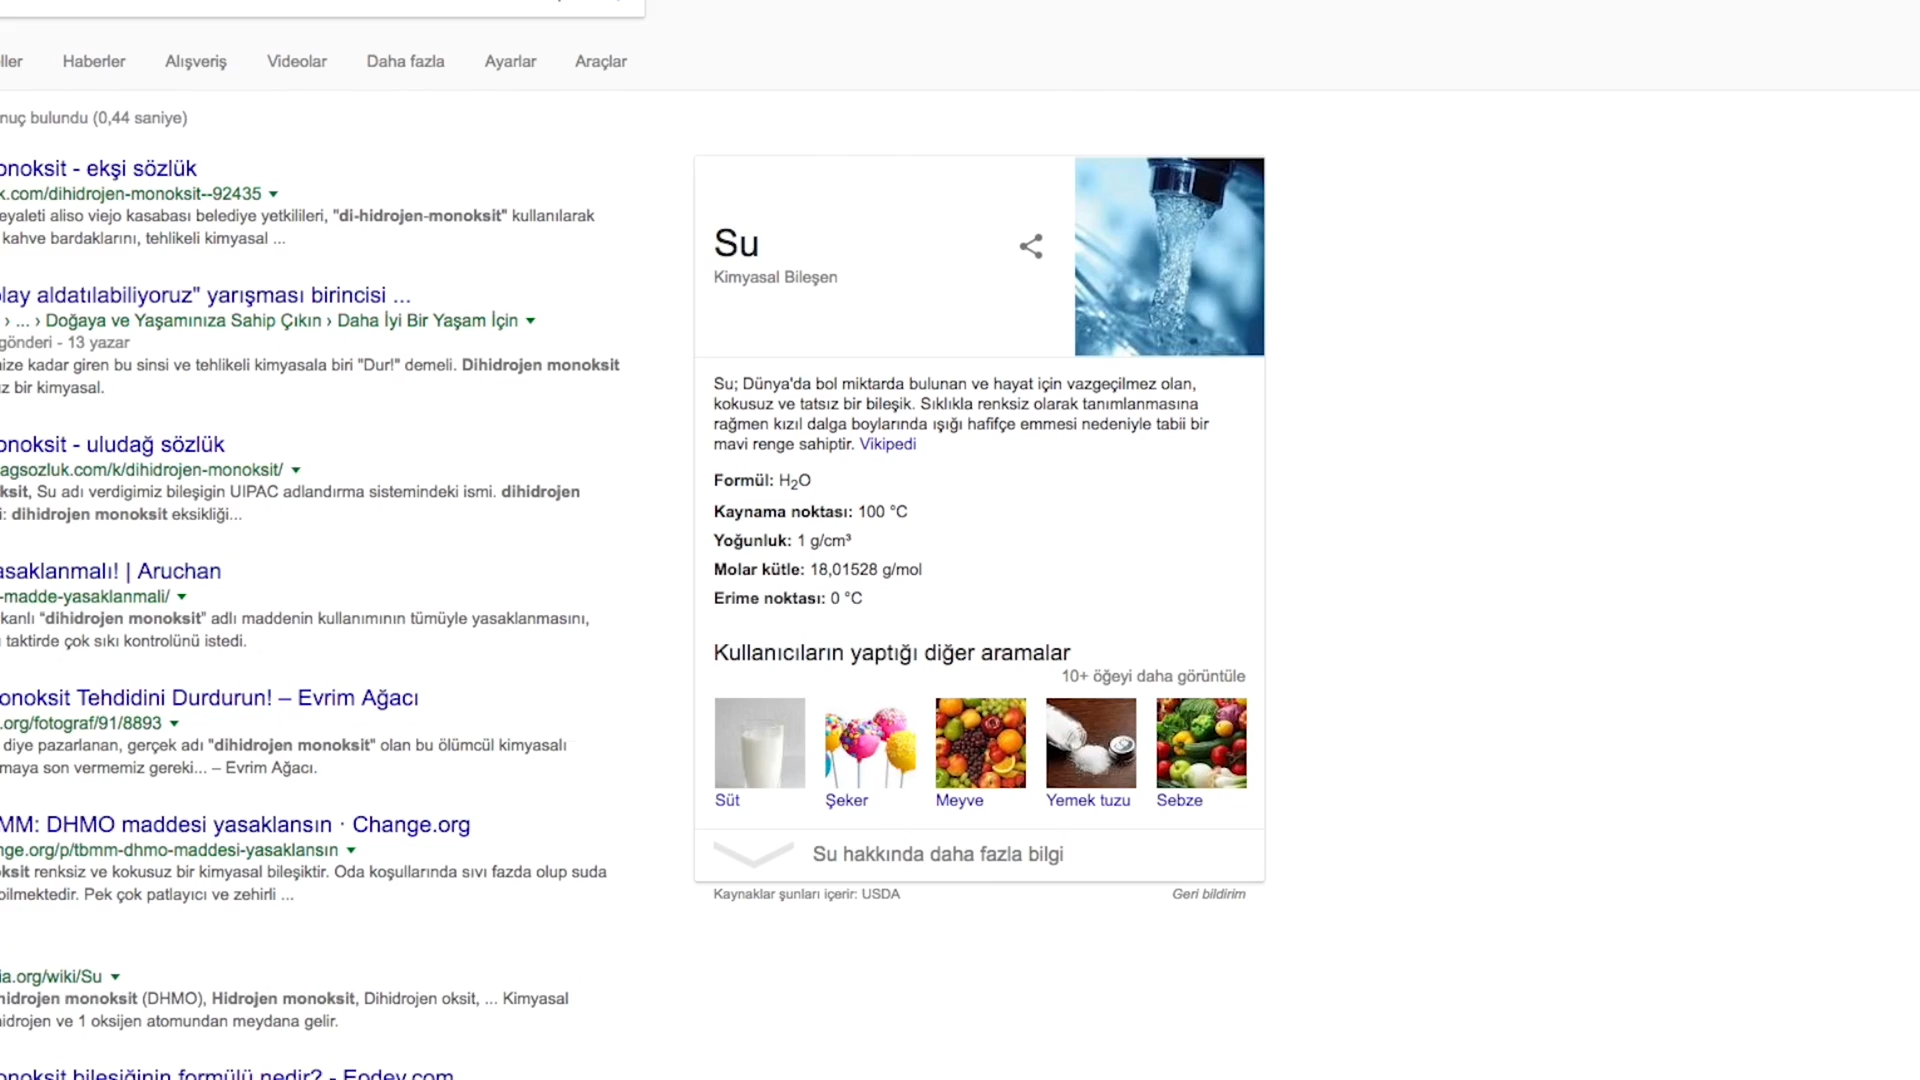 Haberler Alışveriş Videolar Daha fazla Ayarlar Araçlar
bulundu (0,44 saniye)
- ekşi sözlük
.com/dihidrojen-monoksit--92435
aliso viejo kasabası belediye yetkilileri, "di-hidrojen-monoksit" kullanılarak
kahve bardaklarını, tehlikeli kimyasal ...
aldatılabiliyoruz" yarışması birincisi ...
› ... › Doğaya ve Yaşamınıza Sahip Çıkın › Daha İyi Bir Yaşam İçin
gönderi - 13 yazar
kadar giren bu sinsi ve tehlikeli kimyasala biri "Dur!" demeli. Dihidrojen monoksit
bir kimyasal.
- uludağ sözlük
agsozluk.com/k/dihidrojen-monoksit/
ksit, Su adı verdigimiz bileşigin UIPAC adlandırma sistemindeki ismi. dihidrojen
: dihidrojen monoksit eksikliği...
asaklanmalı! | Aruchan
-madde-yasaklanmali/
kanlı "dihidrojen monoksit" adlı maddenin kullanımının tümüyle yasaklanmasını,
taktirde çok sıkı kontrolünü istedi.
onoksit Tehdidini Durdurun! – Evrim Ağacı
.org/fotograf/91/8893
diye pazarlanan, gerçek adı "dihidrojen monoksit" olan bu ölümcül kimyasalı
maya son vermemiz gereki... – Evrim Ağacı.
MM: DHMO maddesi yasaklansın · Change.org
nge.org/p/tbmm-dhmo-maddesi-yasaklansın
ksit renksiz ve kokusuz bir kimyasal bileşiktir. Oda koşullarında sıvı fazda olup suda
bilmektedir. Pek çok patlayıcı ve zehirli ...
ia.org/wiki/Su
hidrojen monoksit (DHMO), Hidrojen monoksit, Dihidrojen oksit, ... Kimyasal
hidrojen ve 1 oksijen atomundan meydana gelir.
onoksit bileşiğinin formülü nedir? - Eodev.com
Su
Kimyasal Bileşen
Su; Dünya'da bol miktarda bulunan ve hayat için vazgeçilmez olan,
kokusuz ve tatsız bir bileşik. Sıklıkla renksiz olarak tanımlanmasına
rağmen kızıl dalga boylarında ışığı hafifçe emmesi nedeniyle tabii bir
mavi renge sahiptir. Vikipedi
Formül: H₂O
Kaynama noktası: 100 °C
Yoğunluk: 1 g/cm³
Molar kütle: 18,01528 g/mol
Erime noktası: 0 °C
Kullanıcıların yaptığı diğer aramalar
10+ öğeyi daha görüntüle
Süt Şeker Meyve Yemek tuzu Sebze
Su hakkında daha fazla bilgi
Kaynaklar şunları içerir: USDA Geri bildirim